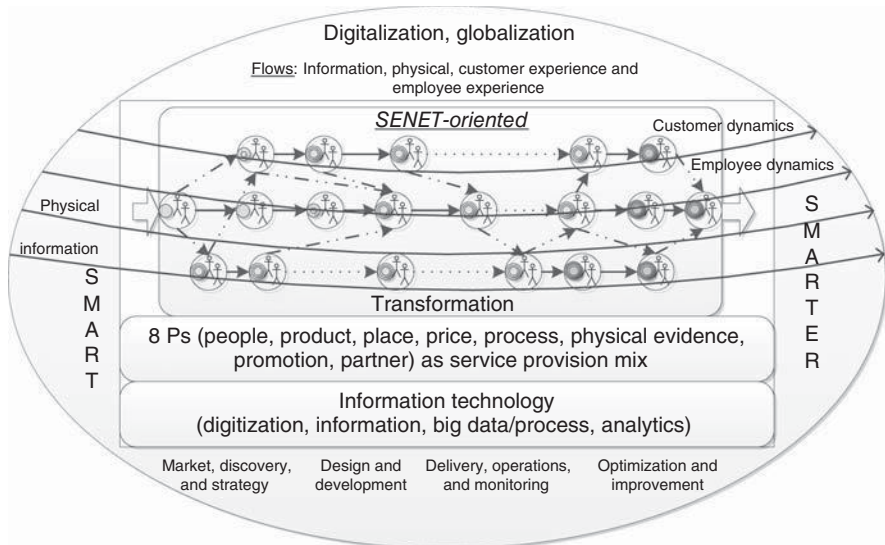 Digitalization, globalization
Flows: Information, physical, customer experience and
employee experience
SENET-oriented
Customer dynamics
Employee dynamics
Physical
information
SMART
SMARTER
Transformation
8 Ps (people, product, place, price, process, physical evidence,
promotion, partner) as service provision mix
Information technology
(digitization, information, big data/process, analytics)
Market, discovery,
and strategy
Design and
development
Delivery, operations,
and monitoring
Optimization and
improvement